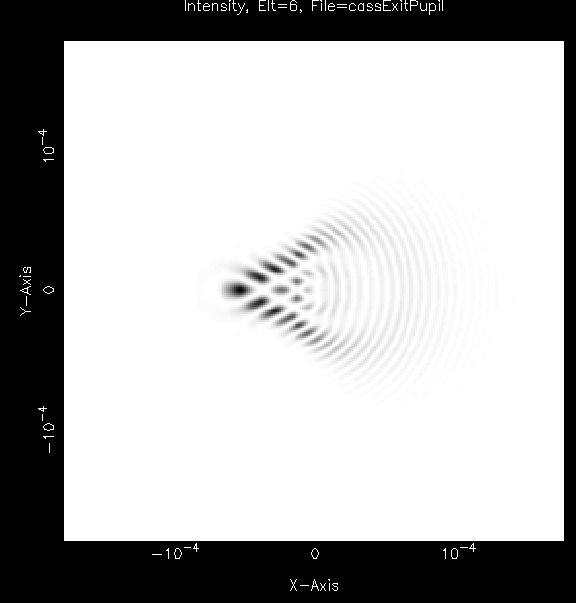 Intensity, Elt=6, File=cassExitPupil
Y-Axis
10⁻⁴
0
−10⁻⁴
−10⁻⁴ 0 10⁻⁴
X-Axis